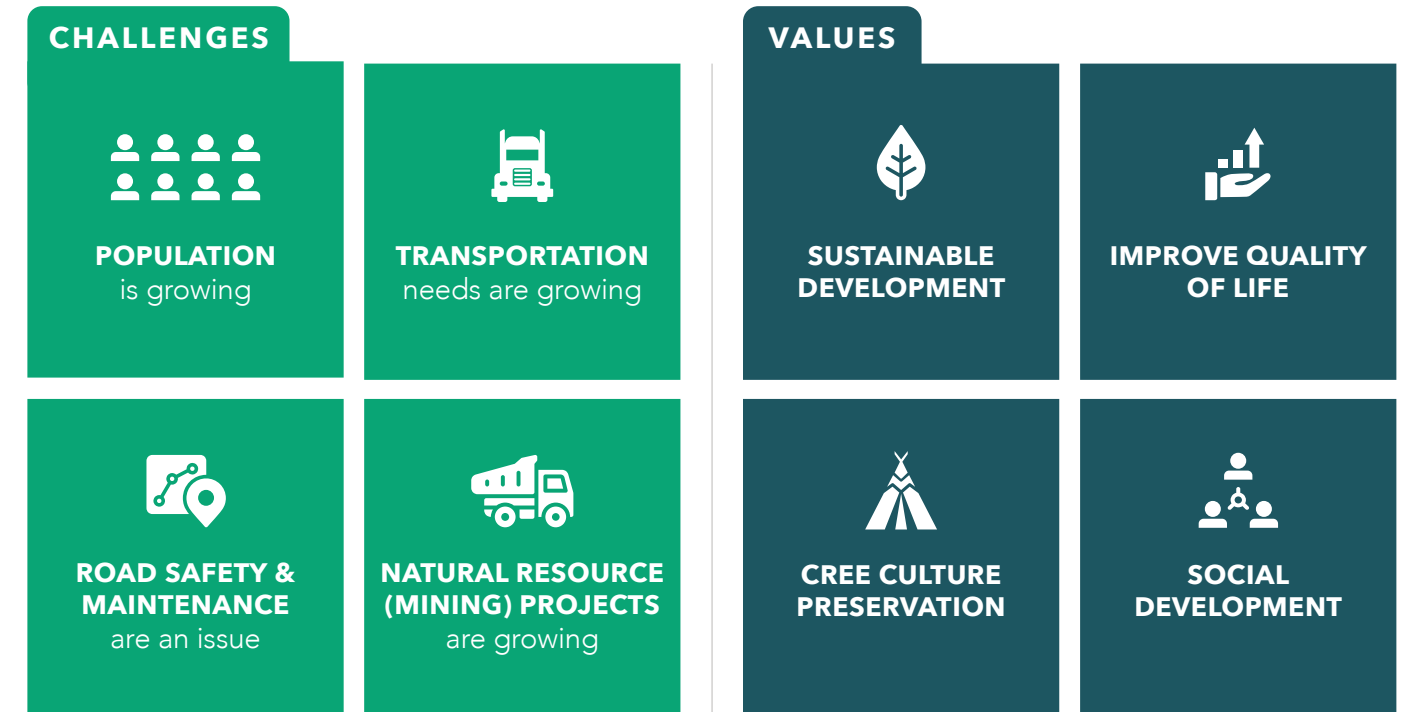 CHALLENGES
POPULATION
is growing
TRANSPORTATION
needs are growing
ROAD SAFETY &
MAINTENANCE
are an issue
NATURAL RESOURCE
(MINING) PROJECTS
are growing
VALUES
SUSTAINABLE
DEVELOPMENT
IMPROVE QUALITY
OF LIFE
CREE CULTURE
PRESERVATION
SOCIAL
DEVELOPMENT